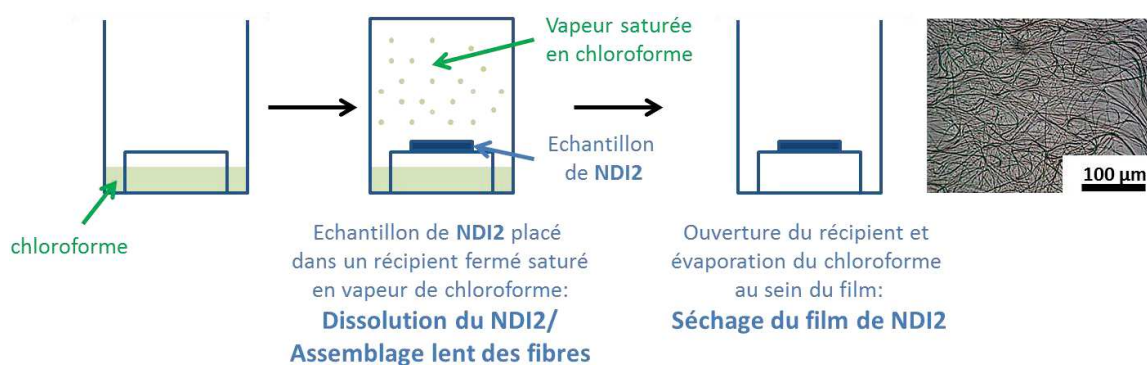 Vapeur saturée
en chloroforme
Echantillon
de NDI2
100 µm
chloroforme
Echantillon de NDI2 placé
dans un récipient fermé saturé
en vapeur de chloroforme:
Dissolution du NDI2/
Assemblage lent des fibres
Ouverture du récipient et
évaporation du chloroforme
au sein du film:
Séchage du film de NDI2